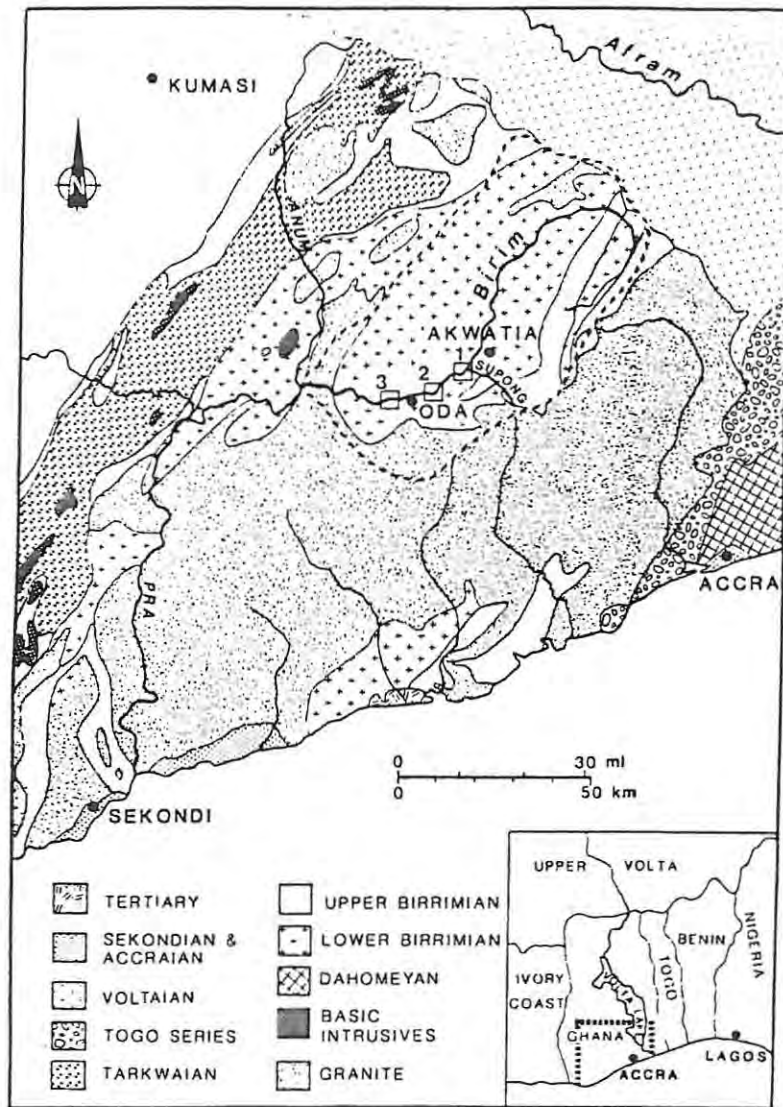 KUMASI
Afram
N
ANUM
Birim
AKWATIA
1
SUPONG
2
3
ODA
PRA
ACCRA
0 30 ml
0 50 km
SEKONDI
TERTIARY
SEKONDIAN &
ACCRAIAN
VOLTAIAN
TOGO SERIES
TARKWAIAN
UPPER BIRRIMIAN
LOWER BIRRIMIAN
DAHOMEYAN
BASIC
INTRUSIVES
GRANITE
UPPER VOLTA
BENIN
NIGERIA
IVORY
COAST
TOGO
VOLTA LAKE
GHANA
LAGOS
ACCRA